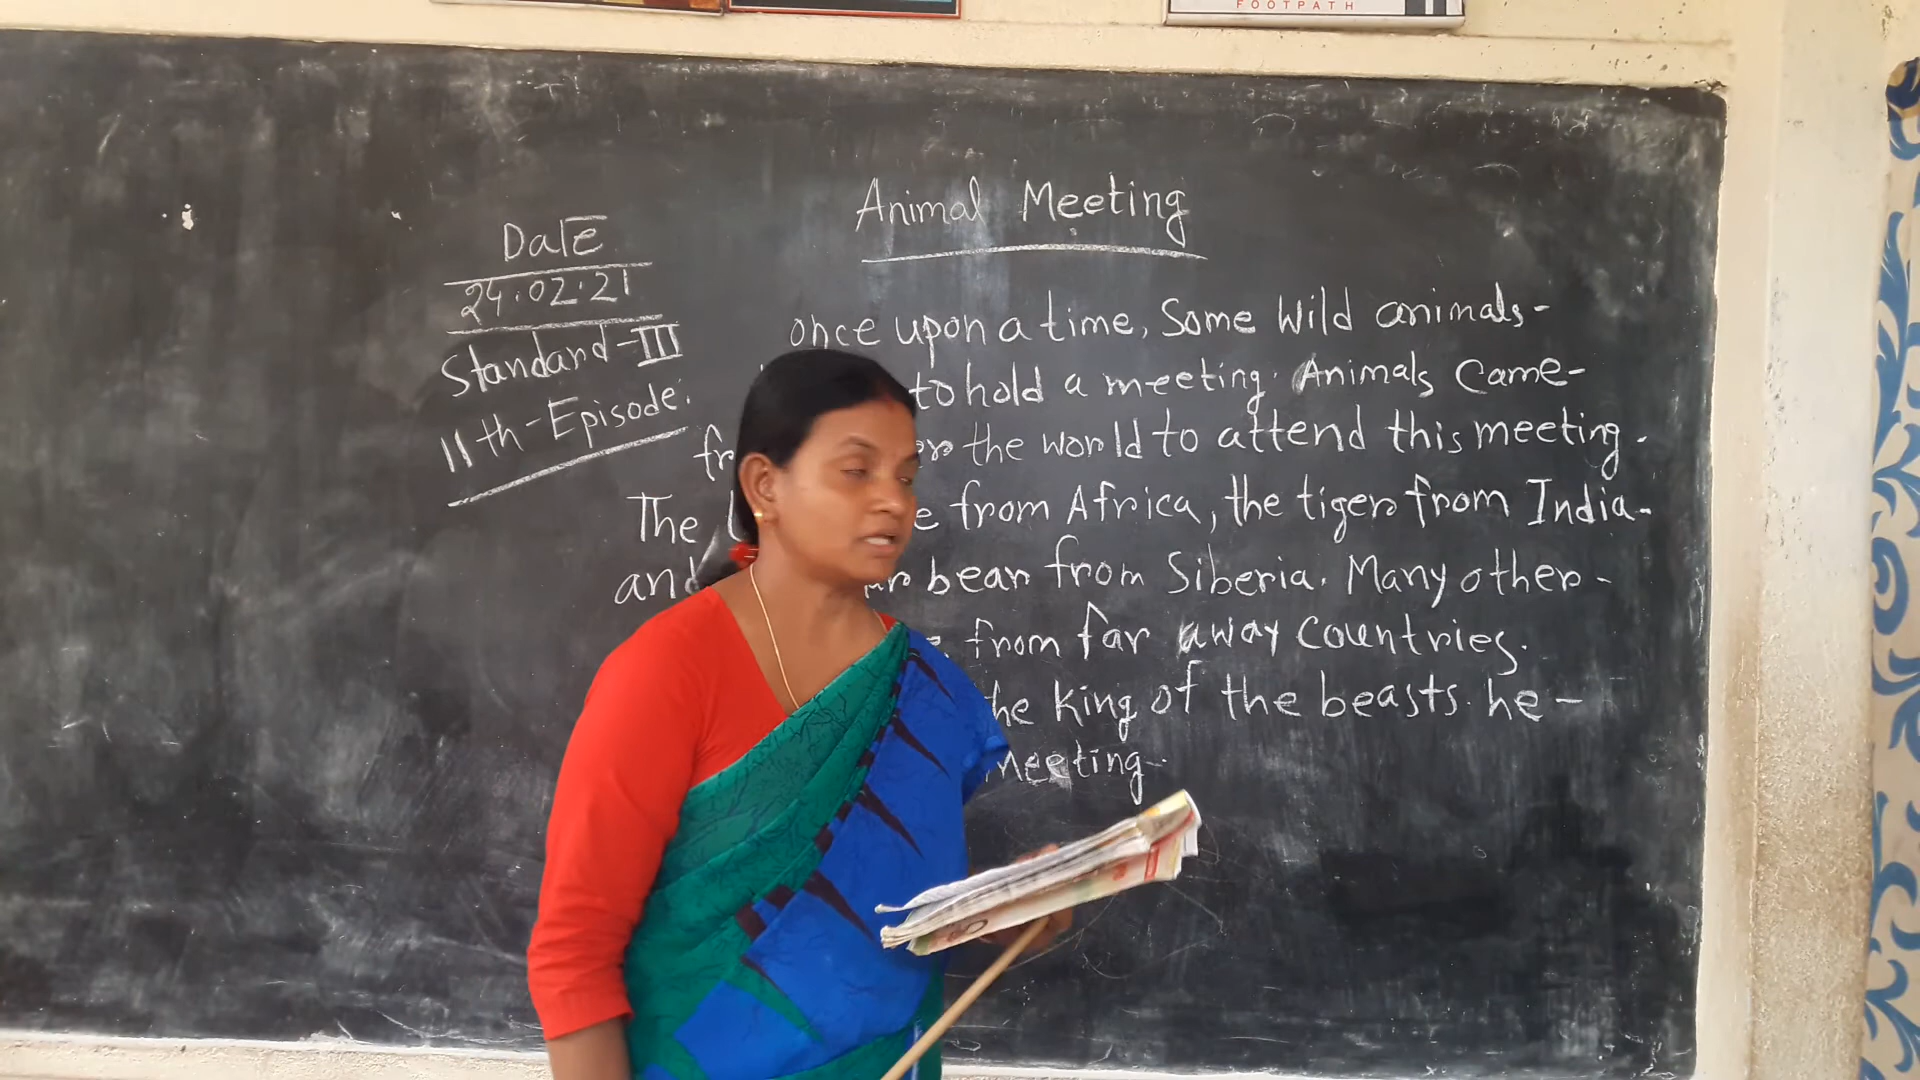 FOOTPATH
Animal Meeting
Date
24.02.21
Standard-III
11th-Episode.
once upon a time, Some Wild animals-
to hold a meeting. Animals Came-
the world to attend this meeting.
The from Africa, the tiger from India-
and bear from Siberia. Many other-
from far away Countries.
the King of the beasts. he-
meeting.